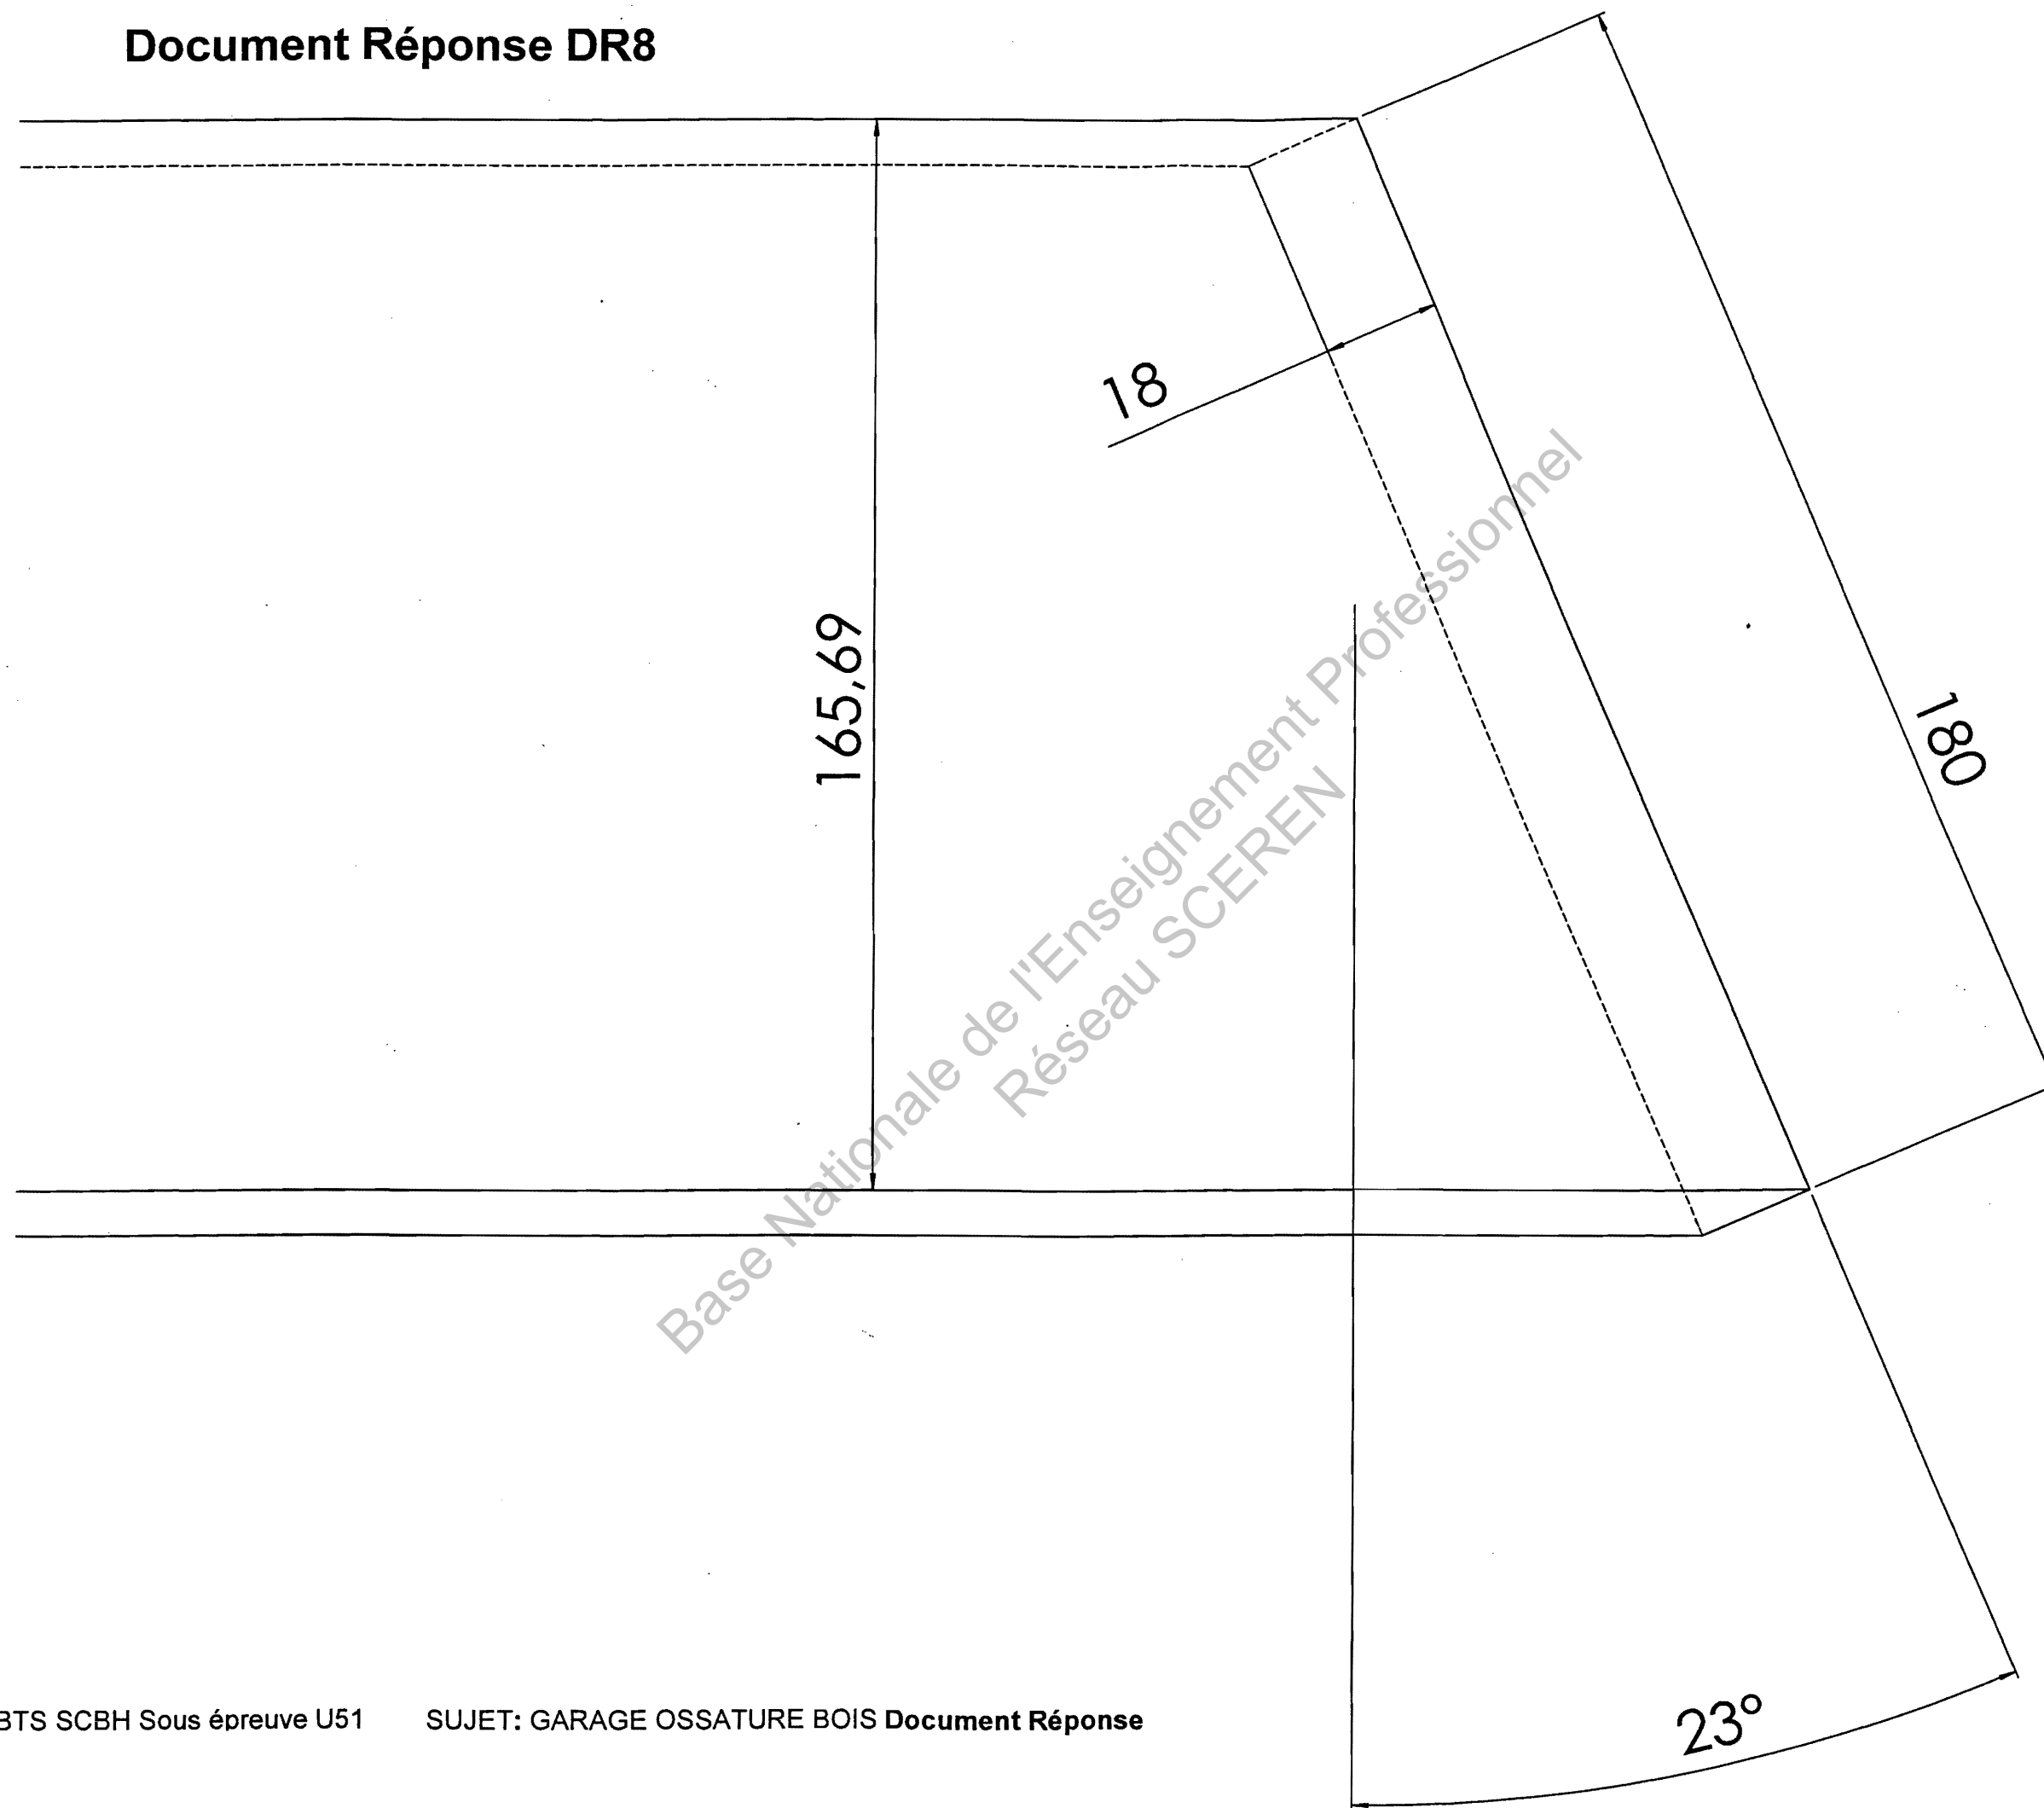 Document Réponse DR8
18
165,69
180
Base Nationale de l'Enseignement Professionnel
Réseau SCEREN
23°
BTS SCBH Sous épreuve U51 SUJET: GARAGE OSSATURE BOIS Document Réponse